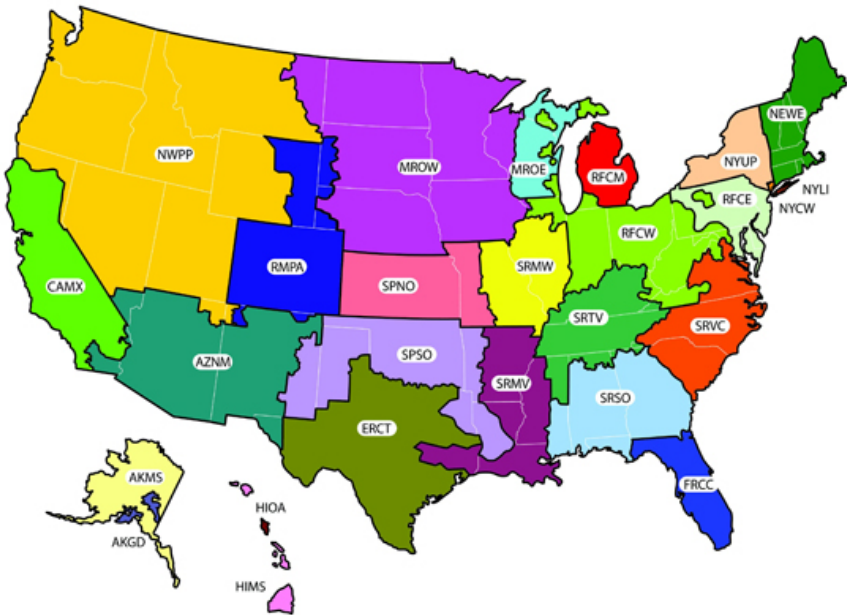 NEWE
NWPP
MROW
MROE
NYUP
RFCM
NYLI
RFCE
NYCW
RFCW
RMPA
SRMW
CAMX
SPNO
SRTV
SRVC
SPSO
AZNM
SRMV
SRSO
ERCT
AKMS
FRCC
HIOA
AKGD
HIMS